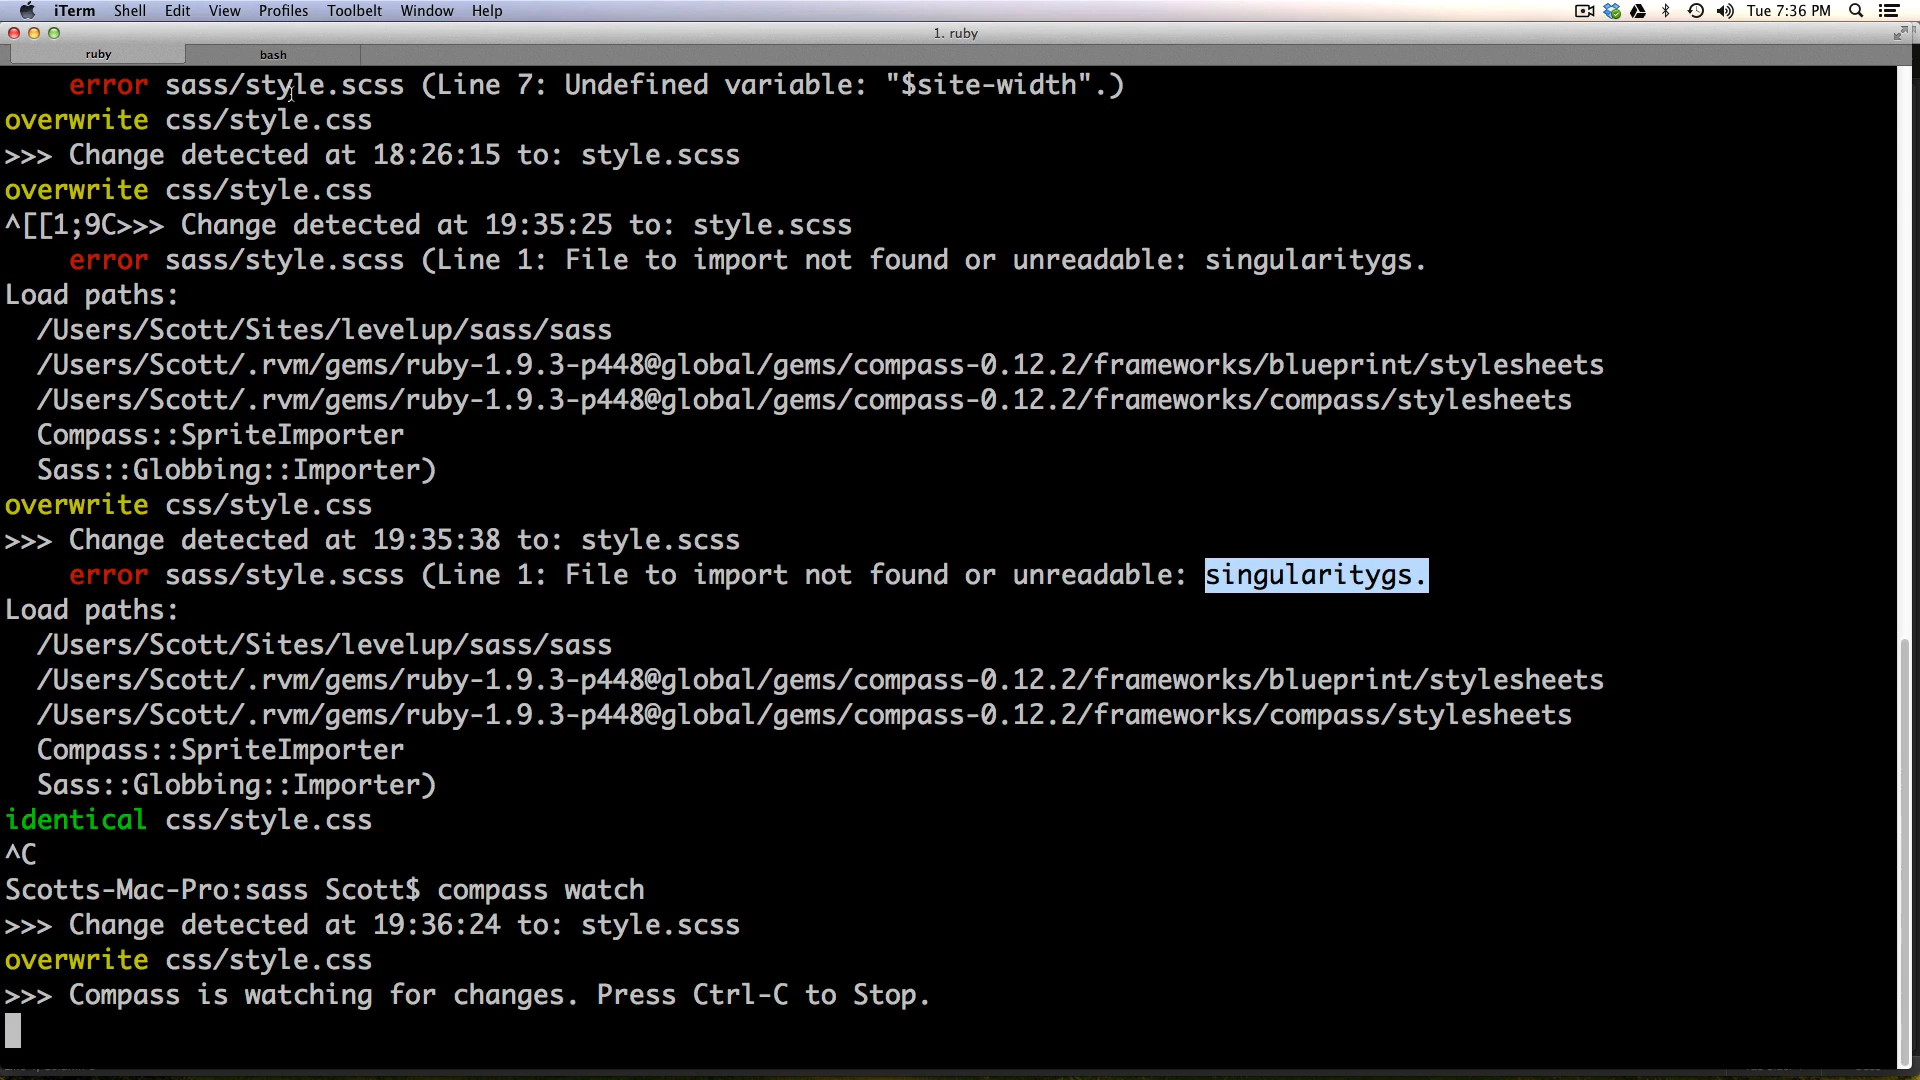 iTerm Shell Edit View Profiles Toolbelt Window Help Tue 7:36 PM
1. ruby
ruby bash
error sass/style.scss (Line 7: Undefined variable: "$site-width".)
overwrite css/style.css
>>> Change detected at 18:26:15 to: style.scss
overwrite css/style.css
^[[1;9C>>> Change detected at 19:35:25 to: style.scss
error sass/style.scss (Line 1: File to import not found or unreadable: singularitygs.
Load paths:
/Users/Scott/Sites/levelup/sass/sass
/Users/Scott/.rvm/gems/ruby-1.9.3-p448@global/gems/compass-0.12.2/frameworks/blueprint/stylesheets
/Users/Scott/.rvm/gems/ruby-1.9.3-p448@global/gems/compass-0.12.2/frameworks/compass/stylesheets
Compass::SpriteImporter
Sass::Globbing::Importer)
overwrite css/style.css
>>> Change detected at 19:35:38 to: style.scss
error sass/style.scss (Line 1: File to import not found or unreadable: singularitygs.
Load paths:
/Users/Scott/Sites/levelup/sass/sass
/Users/Scott/.rvm/gems/ruby-1.9.3-p448@global/gems/compass-0.12.2/frameworks/blueprint/stylesheets
/Users/Scott/.rvm/gems/ruby-1.9.3-p448@global/gems/compass-0.12.2/frameworks/compass/stylesheets
Compass::SpriteImporter
Sass::Globbing::Importer)
identical css/style.css
^C
Scotts-Mac-Pro:sass Scott$ compass watch
>>> Change detected at 19:36:24 to: style.scss
overwrite css/style.css
>>> Compass is watching for changes. Press Ctrl-C to Stop.